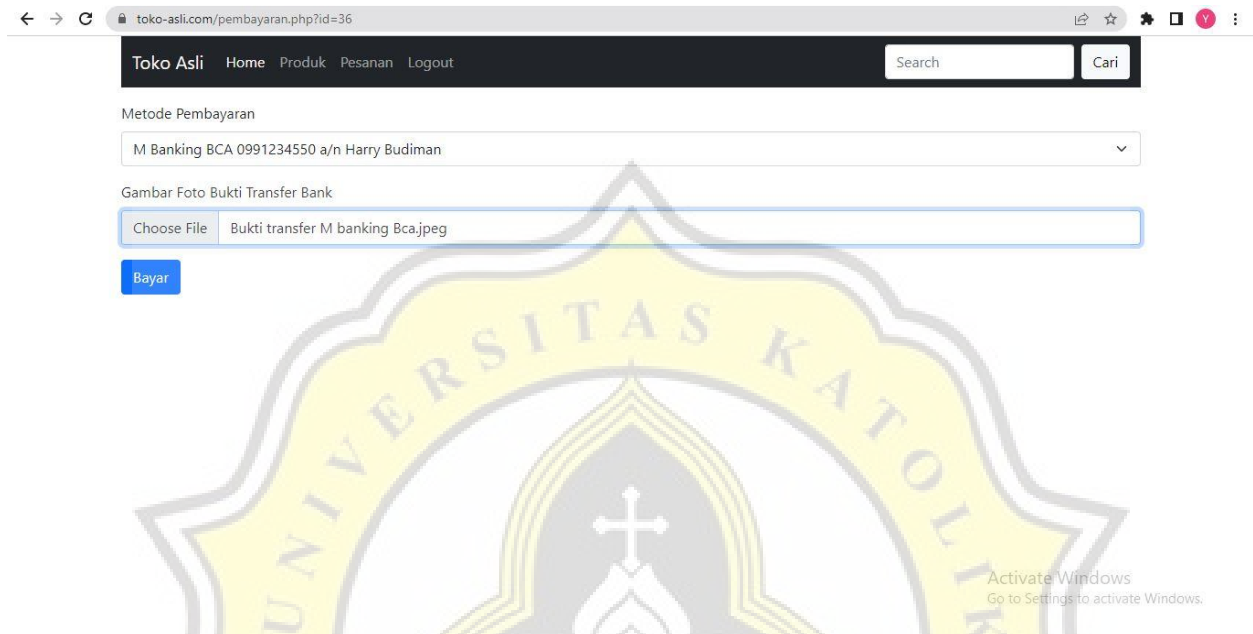 toko-asli.com/pembayaran.php?id=36
Y
Toko Asli Home Produk Pesanan Logout Search Cari
Metode Pembayaran
M Banking BCA 0991234550 a/n Harry Budiman
Gambar Foto Bukti Transfer Bank
Choose File Bukti transfer M banking Bca.jpeg
Bayar
UNIVERSITAS KATOLIK
Activate Windows
Go to Settings to activate Windows.